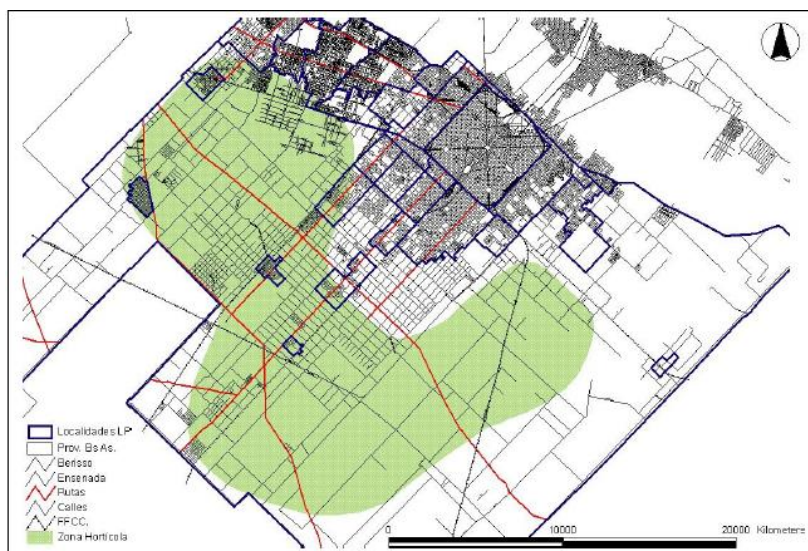 Localidades LP
Prov. Bs As.
Berisso
Ensenada
Rutas
Calles
FFCC.
Zona Hortícola
0 10000 20000 Kilometers